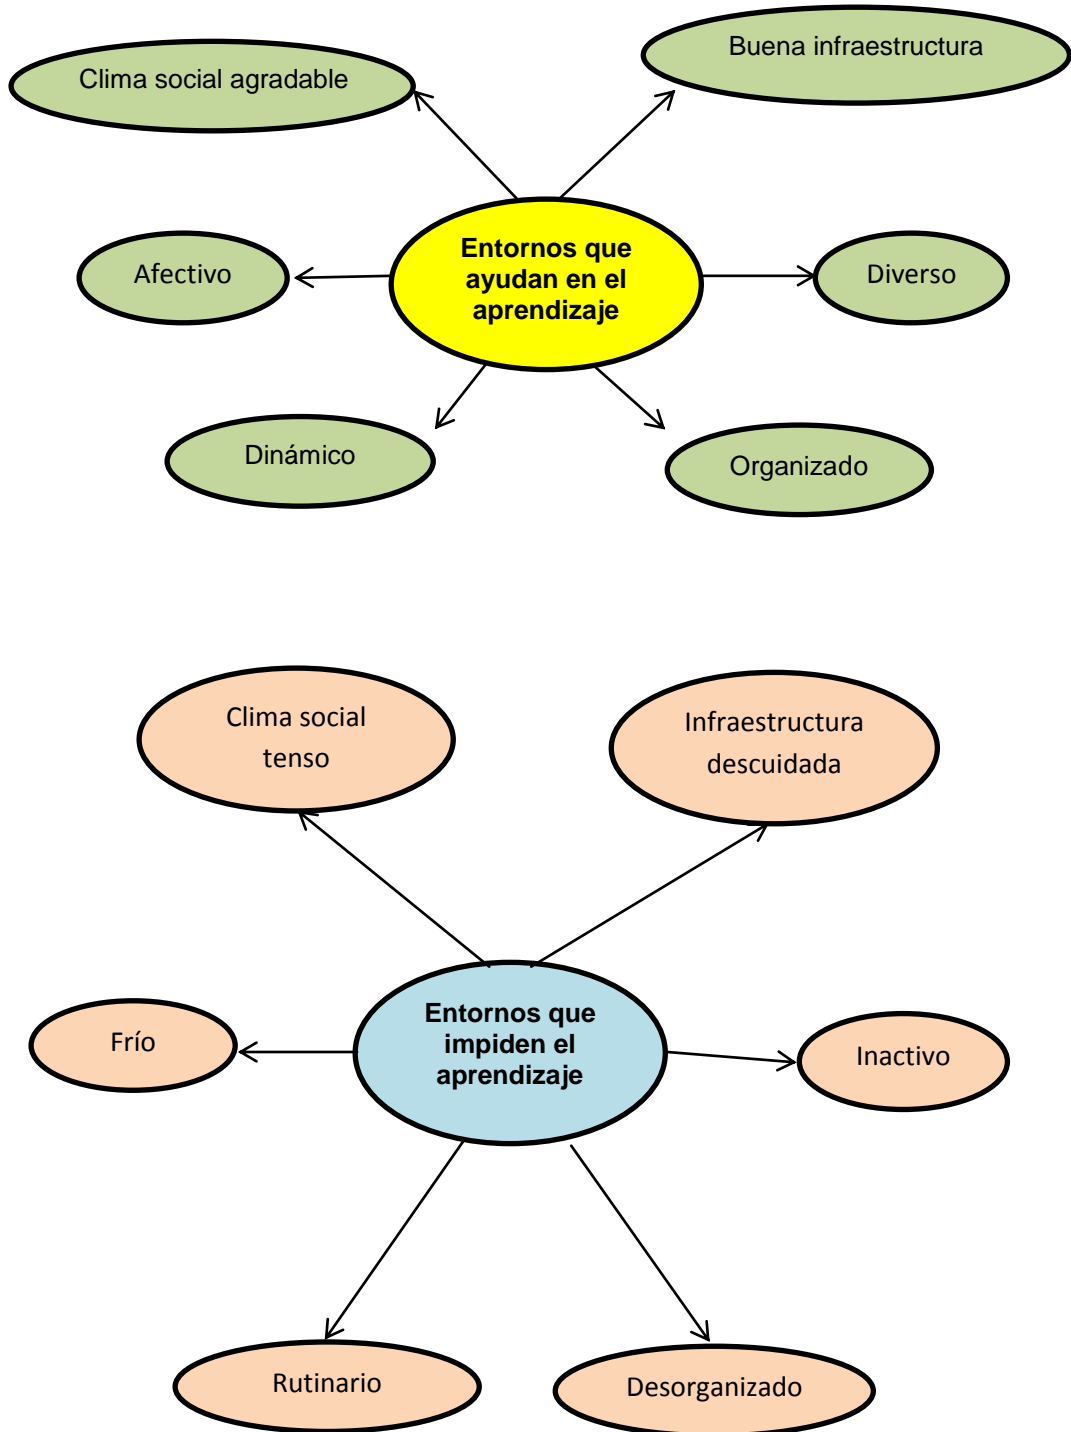 Clima social agradable
Buena infraestructura
Entornos que
ayudan en el
aprendizaje
Afectivo
Diverso
Dinámico
Organizado
Clima social
tenso
Infraestructura
descuidada
Entornos que
impiden el
aprendizaje
Frío
Inactivo
Rutinario
Desorganizado